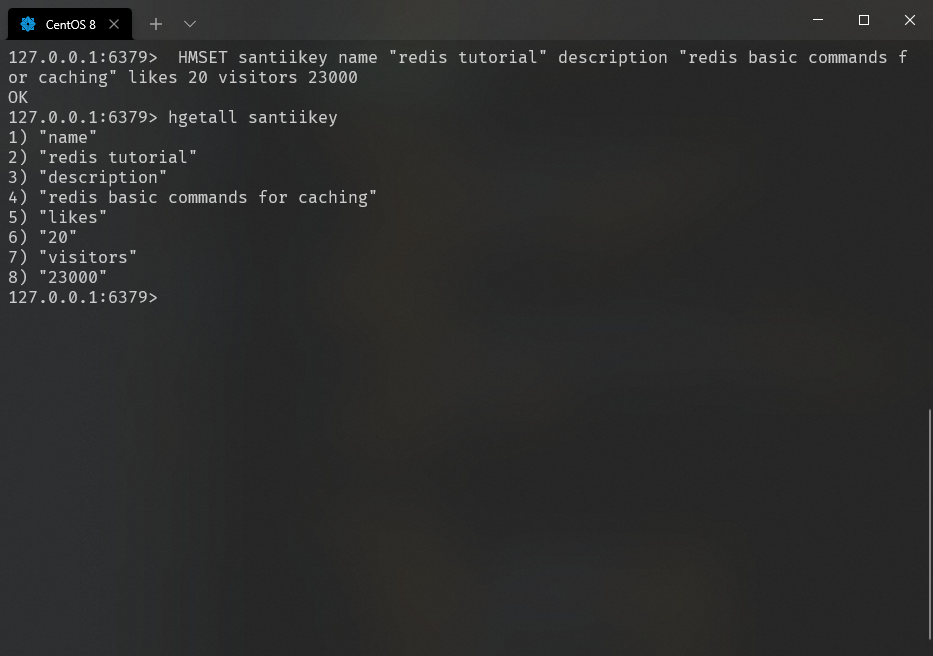 CentOS 8
127.0.0.1:6379>  HMSET santiikey name "redis tutorial" description "redis basic commands f
or caching" likes 20 visitors 23000
OK
127.0.0.1:6379> hgetall santiikey
1) "name"
2) "redis tutorial"
3) "description"
4) "redis basic commands for caching"
5) "likes"
6) "20"
7) "visitors"
8) "23000"
127.0.0.1:6379>